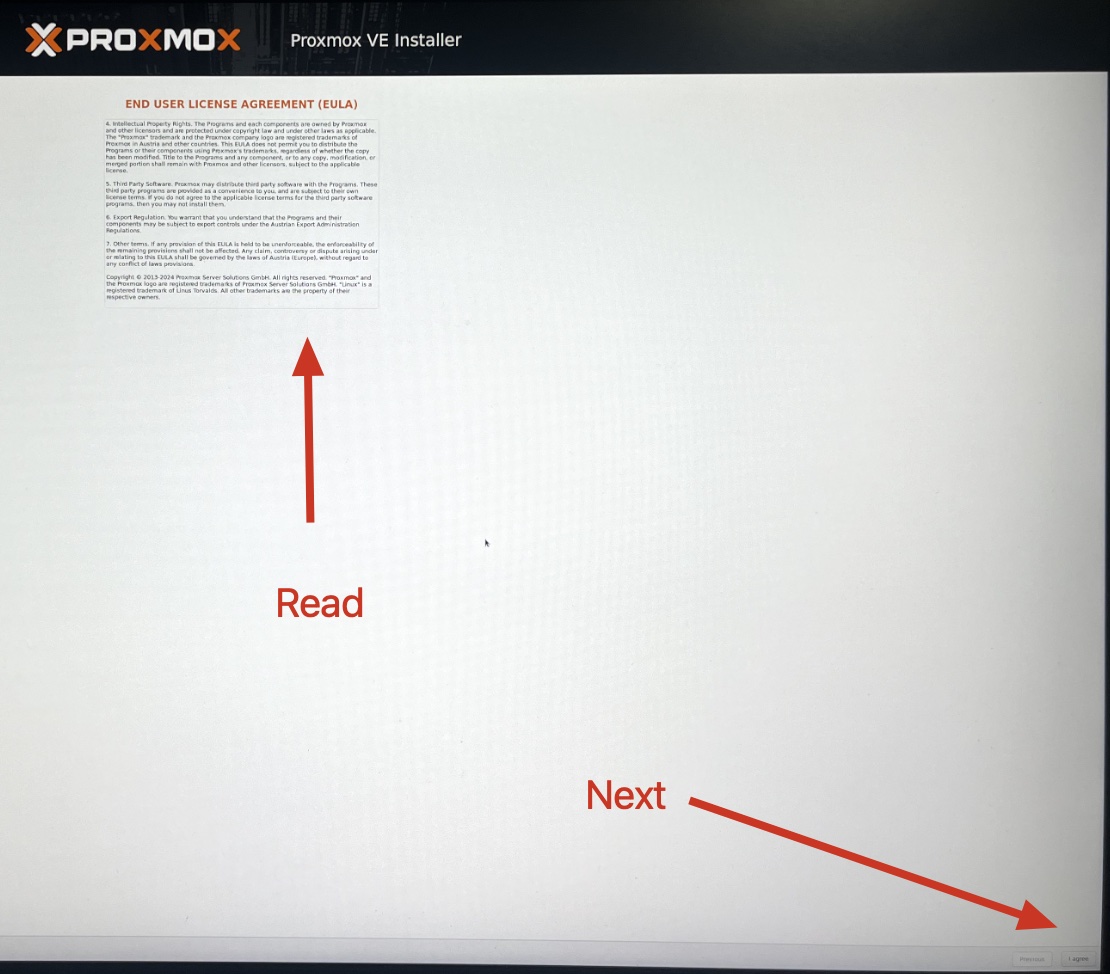 PROXMOX
Proxmox VE Installer
END USER LICENSE AGREEMENT (EULA)
4. Intellectual Property Rights. The Programs and each components are owned by Proxmox
and other licensors and are protected under copyright law and under other laws as applicable.
The "Proxmox" trademark and the Proxmox company logo are registered trademarks of
Proxmox in Austria and other countries. This EULA does not permit you to distribute the
Programs or their components using Proxmox's trademarks, regardless of whether the copy
has been modified. Title to the Programs and any component, or to any copy, modification, or
merged portion shall remain with Proxmox and other licensors, subject to the applicable
license.
5. Third Party Software. Proxmox may distribute third party software with the Programs. These
third party programs are provided as a convenience to you, and are subject to their own
license terms. If you do not agree to the applicable license terms for the third party software
programs, then you may not install them.
6. Export Regulation. You warrant that you understand that the Programs and their
components may be subject to export controls under the Austrian Export Administration
Regulations.
7. Other terms. If any provision of this EULA is held to be unenforceable, the enforceability of
the remaining provisions shall not be affected. Any claim, controversy or dispute arising under
or relating to this EULA shall be governed by the laws of Austria (Europe), without regard to
any conflict of laws provisions.
Copyright © 2013-2024 Proxmox Server Solutions GmbH. All rights reserved. "Proxmox" and
the Proxmox logo are registered trademarks of Proxmox Server Solutions GmbH. "Linux" is a
registered trademark of Linus Torvalds. All other trademarks are the property of their
respective owners.
Read
Next
Previous
I agree